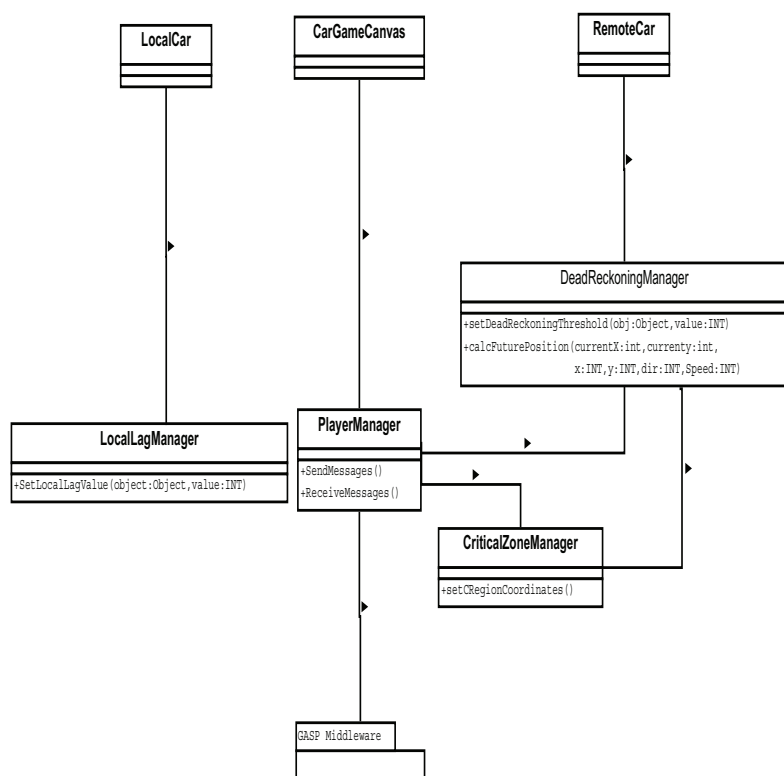 LocalCar
CarGameCanvas
RemoteCar
DeadReckoningManager
+setDeadReckoningThreshold(obj:Object,value:INT)
+calcFuturePosition(currentX:int,currenty:int,
x:INT,y:INT,dir:INT,Speed:INT)
LocalLagManager
+SetLocalLagValue(object:Object,value:INT)
PlayerManager
+SendMessages()
+ReceiveMessages()
CriticalZoneManager
+setCRegionCoordinates()
GASP Middleware